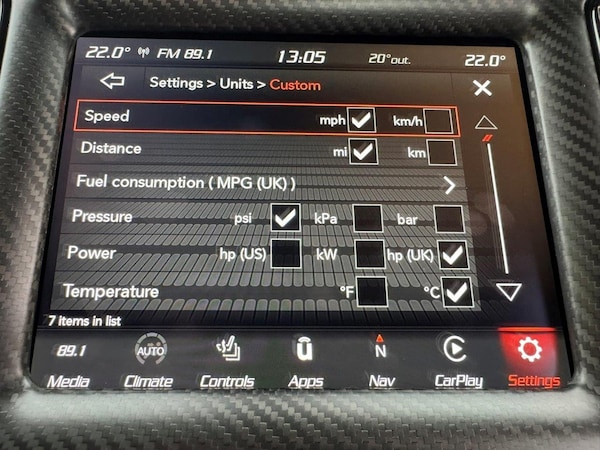 22.0° FM 89.1 13:05 20°out. 22.0°
Settings > Units > Custom
Speed mph km/h
Distance mi km
Fuel consumption ( MPG (UK) )
Pressure psi kPa bar
Power hp (US) kW hp (UK)
Temperature °F °C
7 items in list
89.1 AUTO N
Media Climate Controls Apps Nav CarPlay Settings